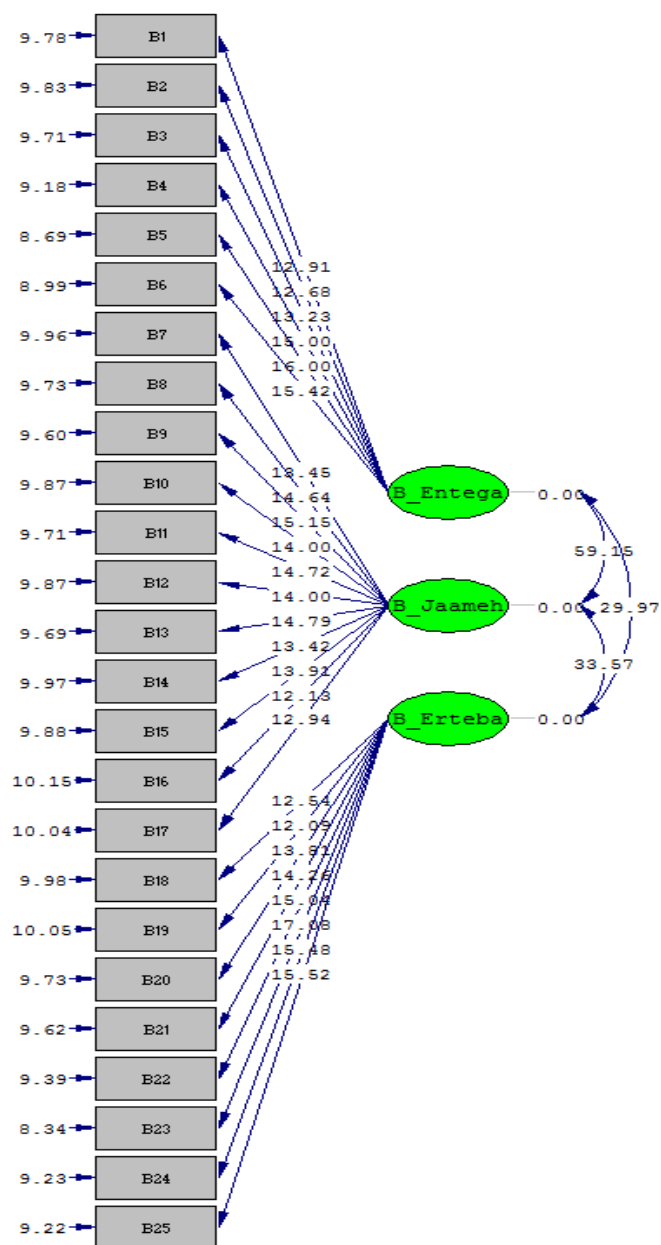 9.78 B1
9.83 B2
9.71 B3
9.18 B4
8.69 B5
8.99 B6
9.96 B7
9.73 B8
9.60 B9
9.87 B10
9.71 B11
9.87 B12
9.69 B13
9.97 B14
9.88 B15
10.15 B16
10.04 B17
9.98 B18
10.05 B19
9.73 B20
9.62 B21
9.39 B22
8.34 B23
9.23 B24
9.22 B25
12.91
12.68
13.23
15.00
16.00
15.42
13.45
14.64
15.15
14.00
14.72
14.00
14.79
13.42
13.91
12.13
12.94
12.54
12.09
13.81
14.26
15.04
17.08
15.48
15.52
B_Entega 0.00
B_Jaameh 0.00
B_Erteba 0.00
59.15
29.97
33.57